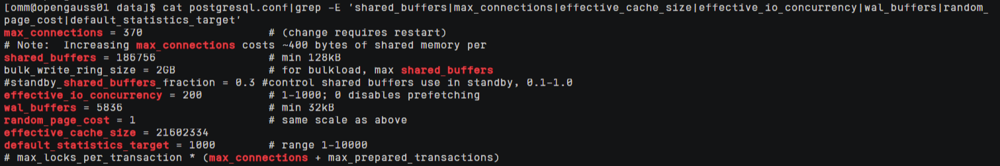 [omm@opengauss01 data]$ cat postgresql.conf|grep -E 'shared_buffers|max_connections|effective_cache_size|effective_io_concurrency|wal_buffers|random_
page_cost|default_statistics_target'
max_connections = 370                   # (change requires restart)
# Note:  Increasing max_connections costs ~400 bytes of shared memory per
shared_buffers = 186756                 # min 128kB
bulk_write_ring_size = 2GB              # for bulkload, max shared_buffers
#standby_shared_buffers_fraction = 0.3 #control shared buffers use in standby, 0.1-1.0
effective_io_concurrency = 200          # 1-1000; 0 disables prefetching
wal_buffers = 5836                      # min 32kB
random_page_cost = 1                    # same scale as above
effective_cache_size = 21602334
default_statistics_target = 1000        # range 1-10000
# max_locks_per_transaction * (max_connections + max_prepared_transactions)